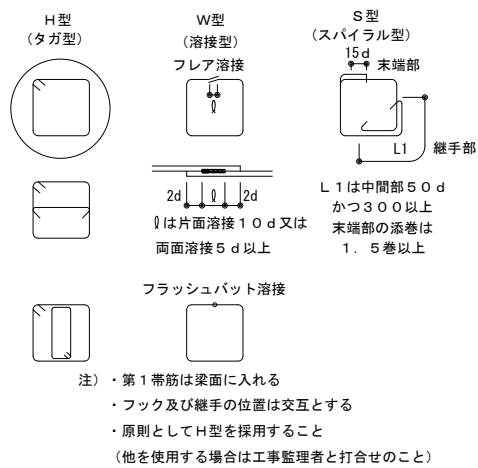 H型
(タガ型)
W型
(溶接型)
フレア溶接
ℓ
2d ℓ 2d
ℓは片面溶接10d又は
両面溶接5d以上
フラッシュバット溶接
S型
(スパイラル型)
15d
末端部
L1
継手部
L1は中間部50d
かつ300以上
末端部の添巻は
1.5巻以上
注)・第1帯筋は梁面に入れる
・フック及び継手の位置は交互とする
・原則としてH型を採用すること
(他を使用する場合は工事監理者と打合せのこと)